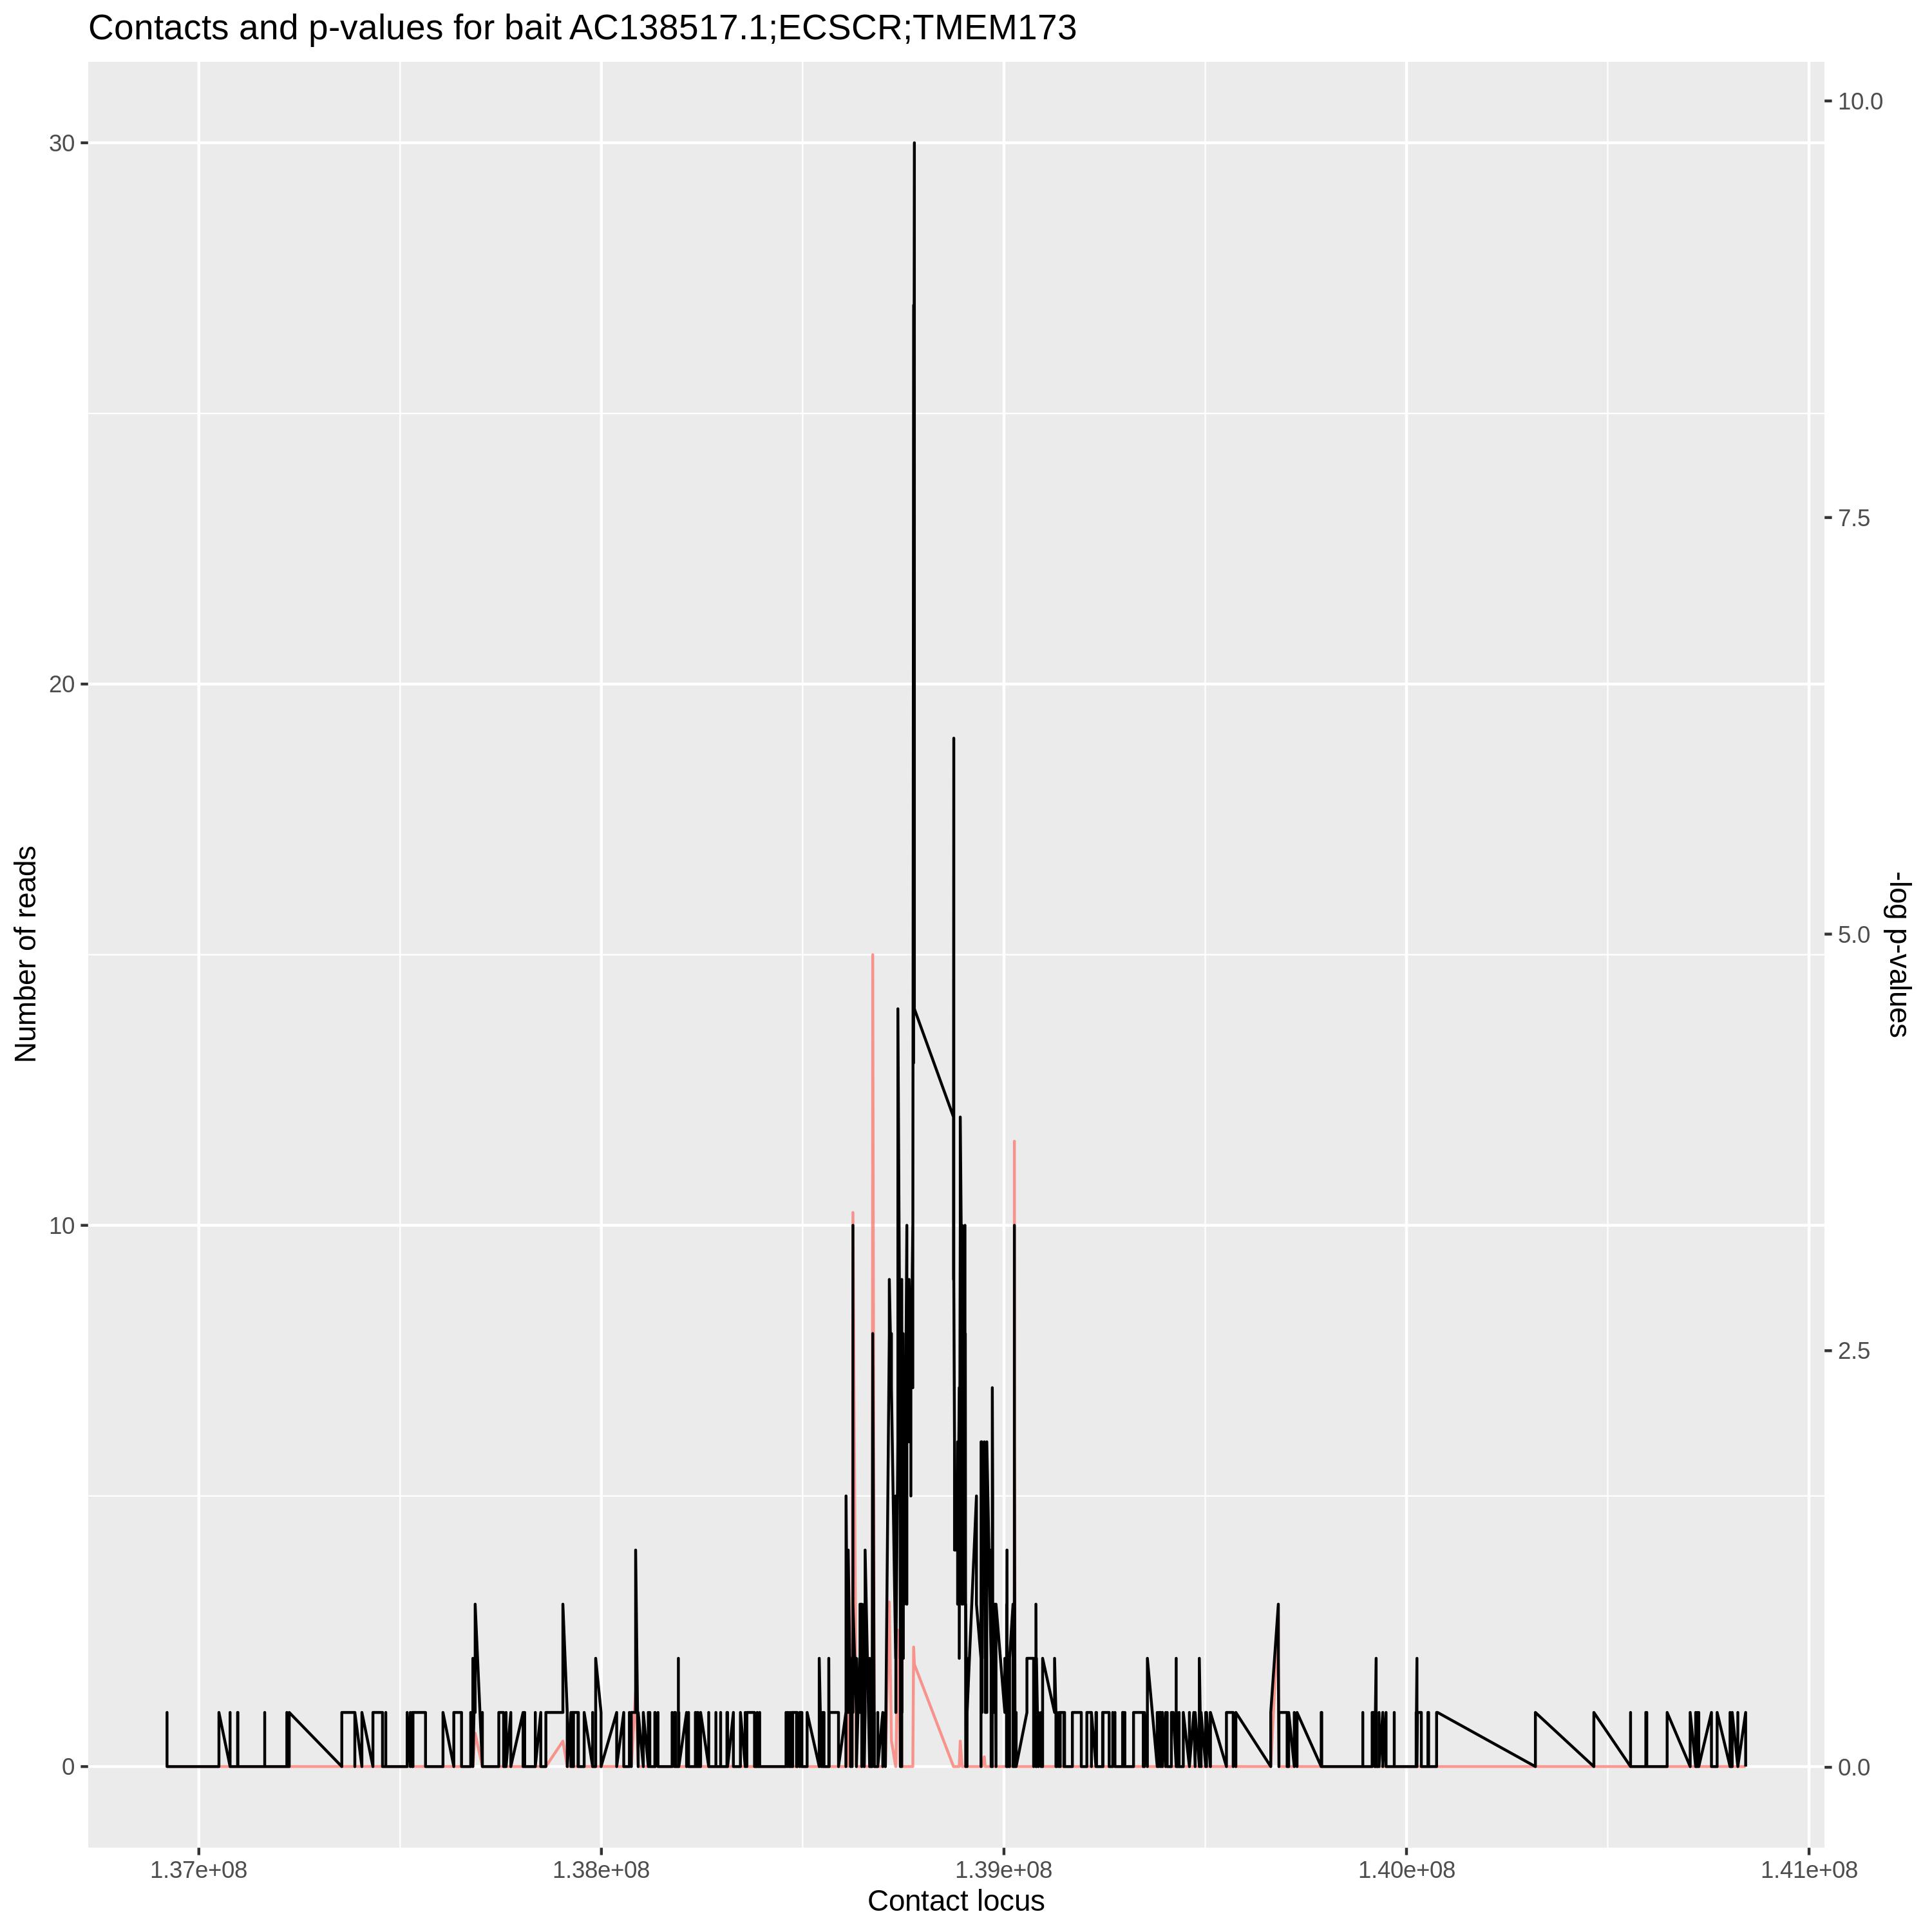 Contacts and p-values for bait AC138517.1;ECSCR;TMEM173
30
20
10
0
Number of reads
10.0
7.5
5.0
2.5
0.0
-log p-values
1.37e+08 1.38e+08 1.39e+08 1.40e+08 1.41e+08
Contact locus